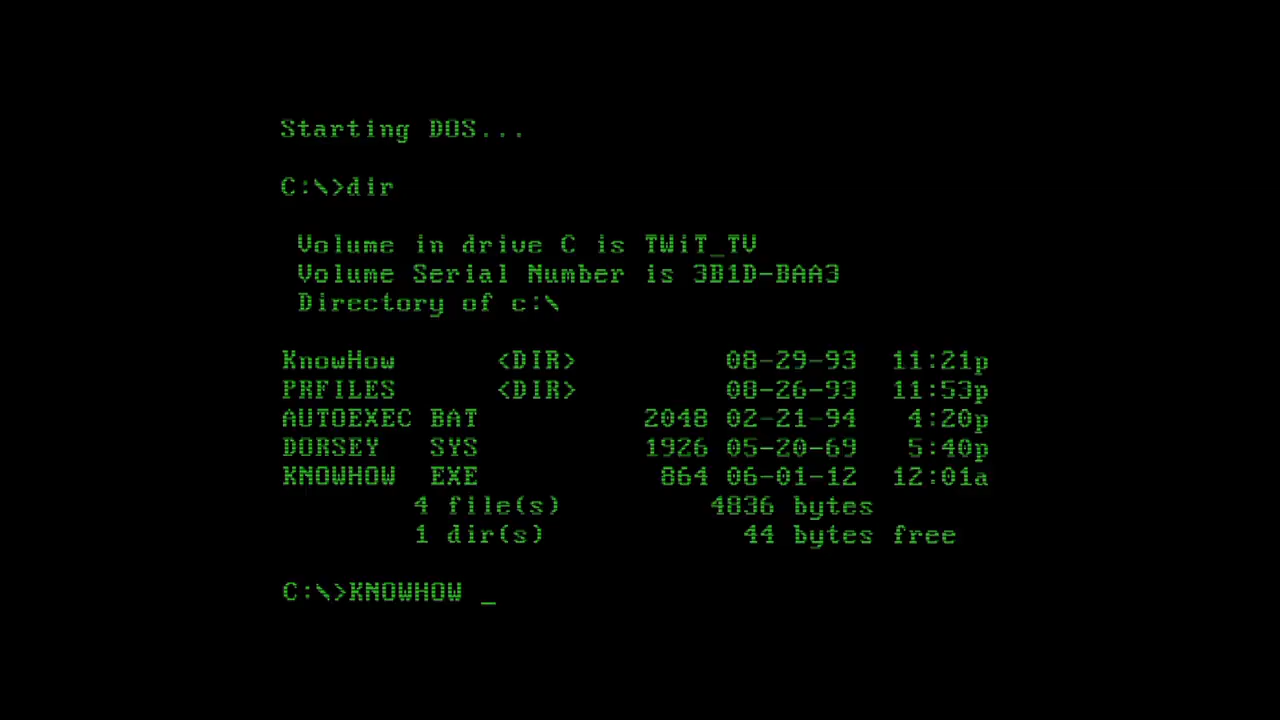 Starting DOS...
C:\>dir
Volume in drive C is TWiT_TV
Volume Serial Number is 3B1D-BAA3
Directory of c:\
KnowHow <DIR> 08-29-93 11:21p
PRFILES <DIR> 08-26-93 11:53p
AUTOEXEC BAT 2048 02-21-94 4:20p
DORSEY SYS 1926 05-20-69 5:40p
KNOWHOW EXE 864 06-01-12 12:01a
4 file(s) 4836 bytes
1 dir(s) 44 bytes free
C:\>KNOWHOW _